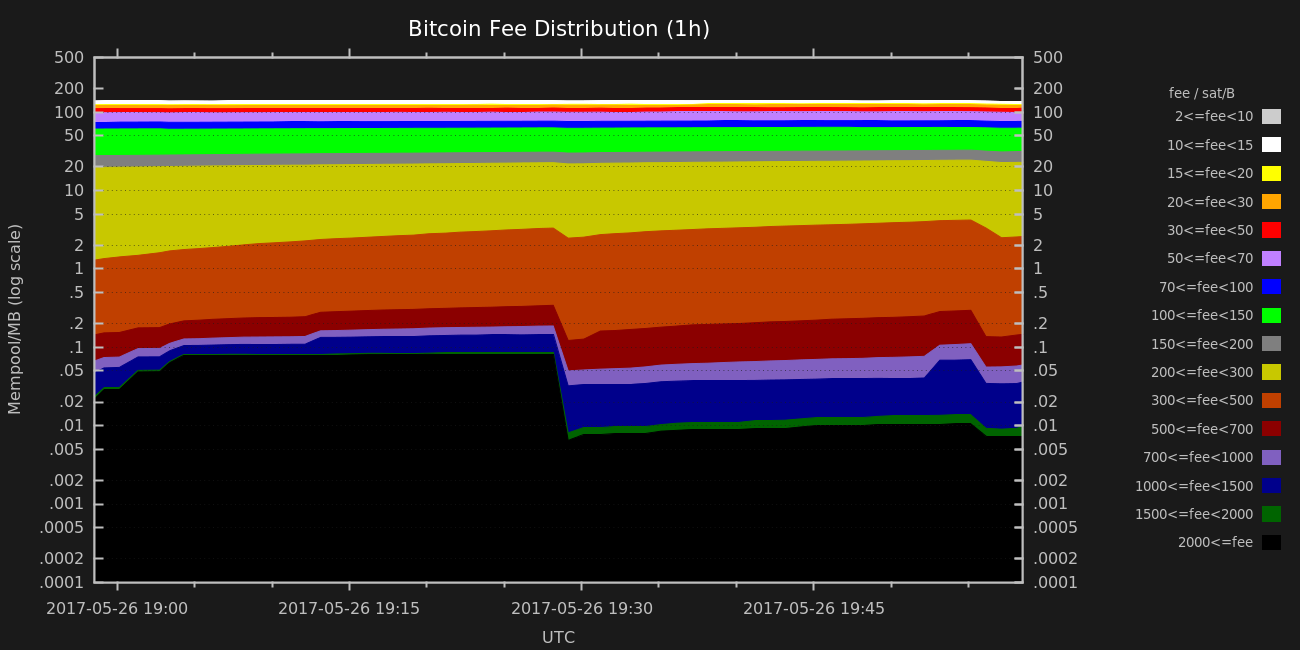 Bitcoin Fee Distribution (1h)
Mempool/MB (log scale)
500
200
100
50
20
10
5
2
1
.5
.2
.1
.05
.02
.01
.005
.002
.001
.0005
.0002
.0001
500
200
100
50
20
10
5
2
1
.5
.2
.1
.05
.02
.01
.005
.002
.001
.0005
.0002
.0001
2017-05-26 19:00
2017-05-26 19:15
2017-05-26 19:30
2017-05-26 19:45
UTC
fee / sat/B
2<=fee<10
10<=fee<15
15<=fee<20
20<=fee<30
30<=fee<50
50<=fee<70
70<=fee<100
100<=fee<150
150<=fee<200
200<=fee<300
300<=fee<500
500<=fee<700
700<=fee<1000
1000<=fee<1500
1500<=fee<2000
2000<=fee